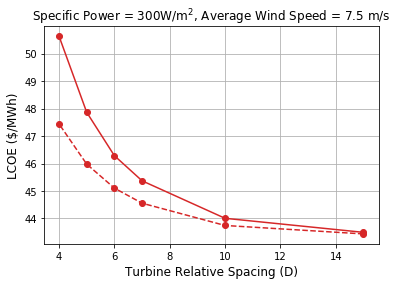 Specific Power = 300W/m², Average Wind Speed = 7.5 m/s
50
49
48
47
46
45
44
LCOE ($/MWh)
4 6 8 10 12 14
Turbine Relative Spacing (D)